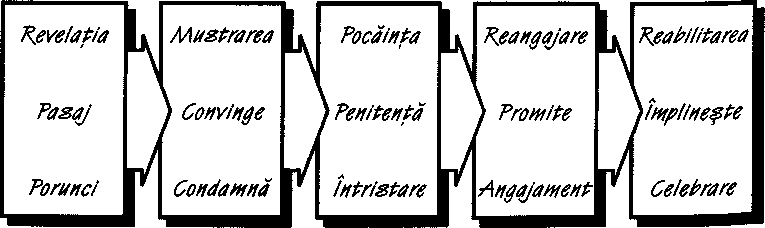 Revelația
Pasaj
Porunci
Mustrarea
Convinge
Condamnă
Pocăința
Penitență
Întristare
Reangajare
Promite
Angajament
Reabilitarea
Împlinește
Celebrare